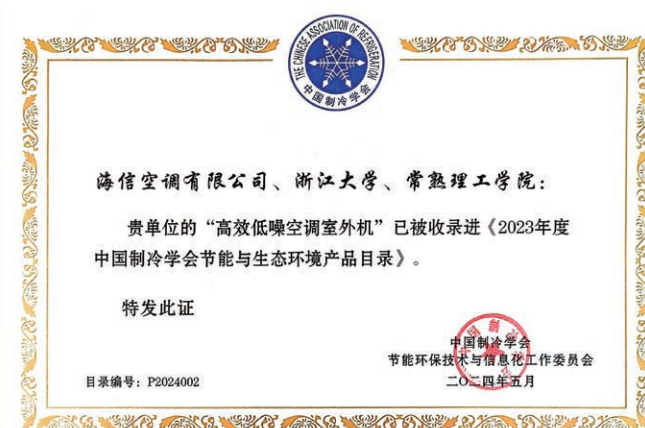 THE CHINESE ASSOCIATION OF REFRIGERATION
中国制冷学会
海信空调有限公司、浙江大学、常熟理工学院：
贵单位的“高效低噪空调室外机”已被收录进《2023年度
中国制冷学会节能与生态环境产品目录》。
特发此证
中国制冷学会
节能环保技术与信息化工作委员会
目录编号：P2024002
二〇二四年五月